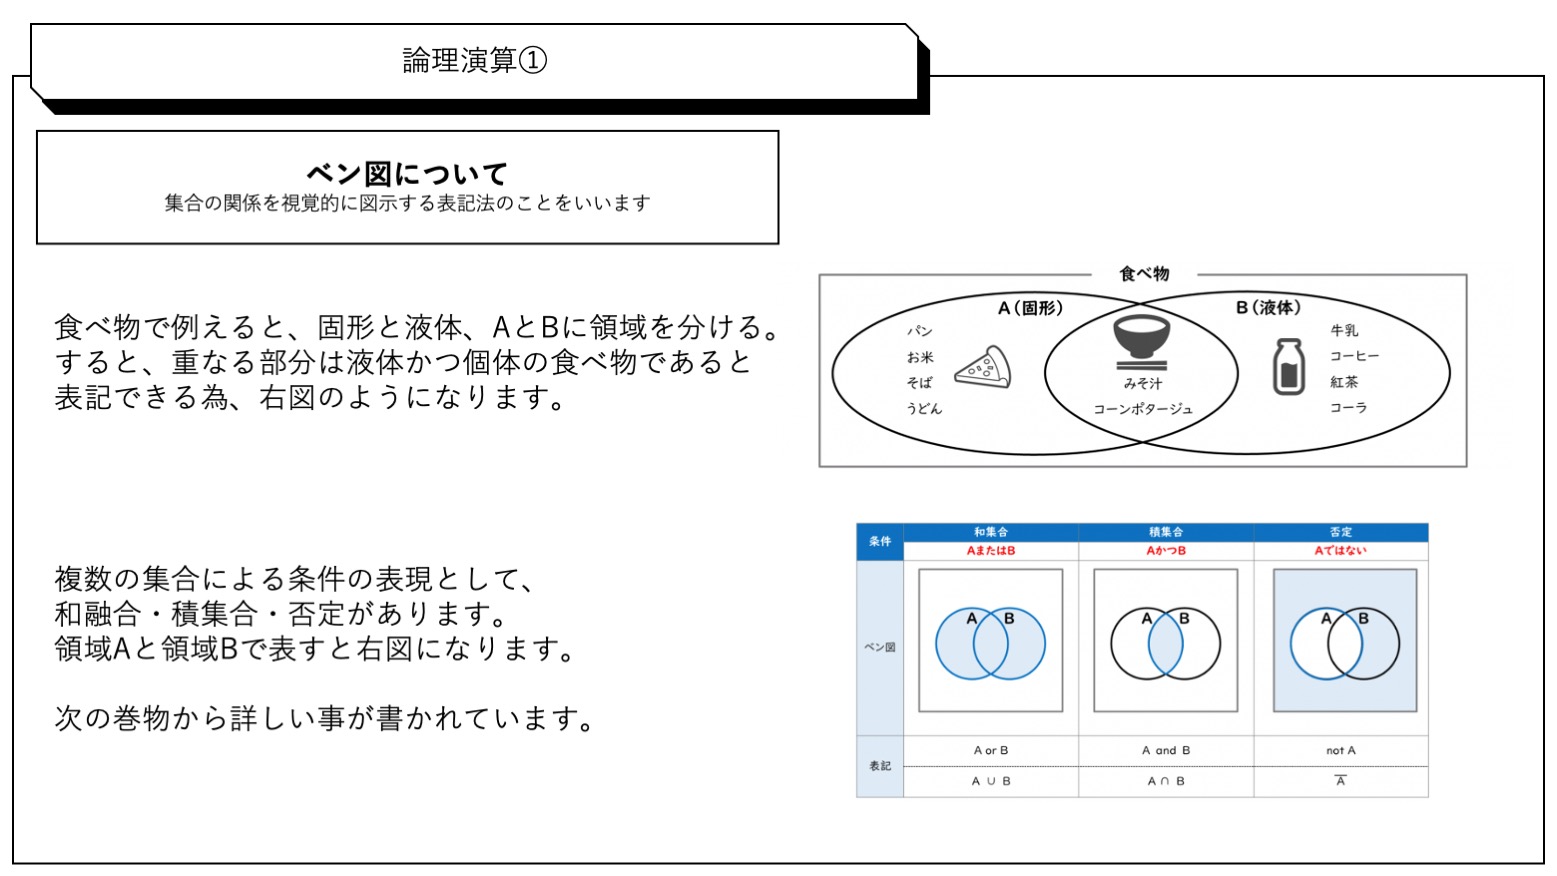 論理演算①
ベン図について
集合の関係を視覚的に図示する表記法のことをいいます
食べ物で例えると、固形と液体、AとBに領域を分ける。
すると、重なる部分は液体かつ個体の食べ物であると
表記できる為、右図のようになります。
食べ物
A（固形）
B（液体）
パン
お米
そば
うどん
みそ汁
コーンポタージュ
牛乳
コーヒー
紅茶
コーラ
複数の集合による条件の表現として、
和融合・積集合・否定があります。
領域Aと領域Bで表すと右図になります。
次の巻物から詳しい事が書かれています。
条件 和集合 積集合 否定
AまたはB AかつB Aではない
ベン図
A B
A B
A B
表記
A or B A and B not A
A ∪ B A ∩ B A̅